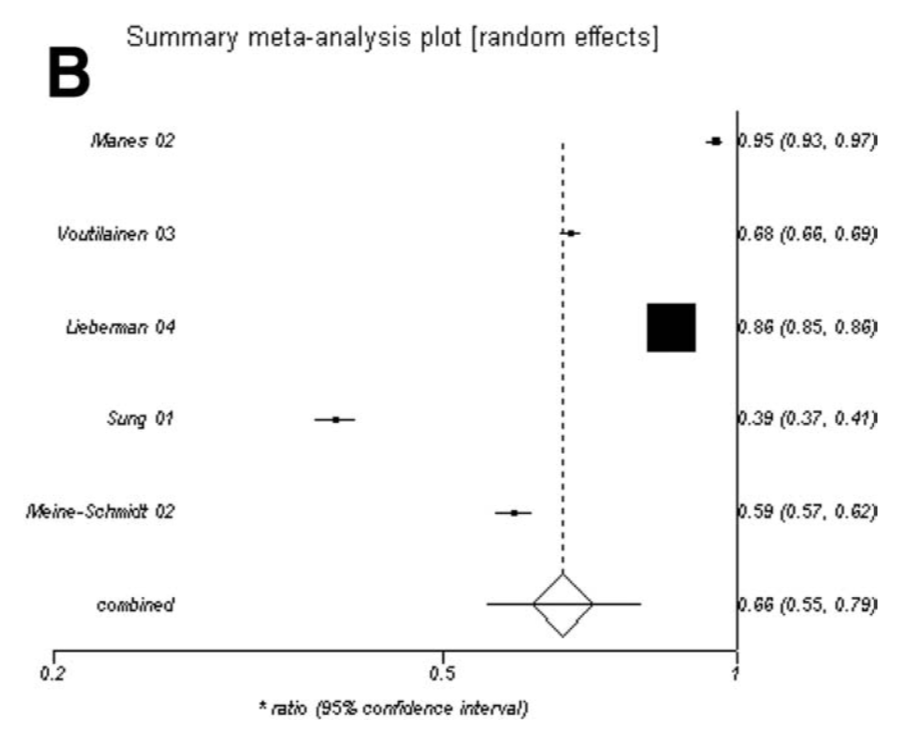 Summary meta-analysis plot [random effects]
B
Manes 02 0.95 (0.93, 0.97)
Voutilainen 03 0.68 (0.66, 0.69)
Lieberman 04 0.86 (0.85, 0.86)
Sung 01 0.39 (0.37, 0.41)
Meine-Schmidt 02 0.59 (0.57, 0.62)
combined 0.66 (0.55, 0.79)
0.2 0.5 1
* ratio (95% confidence interval)